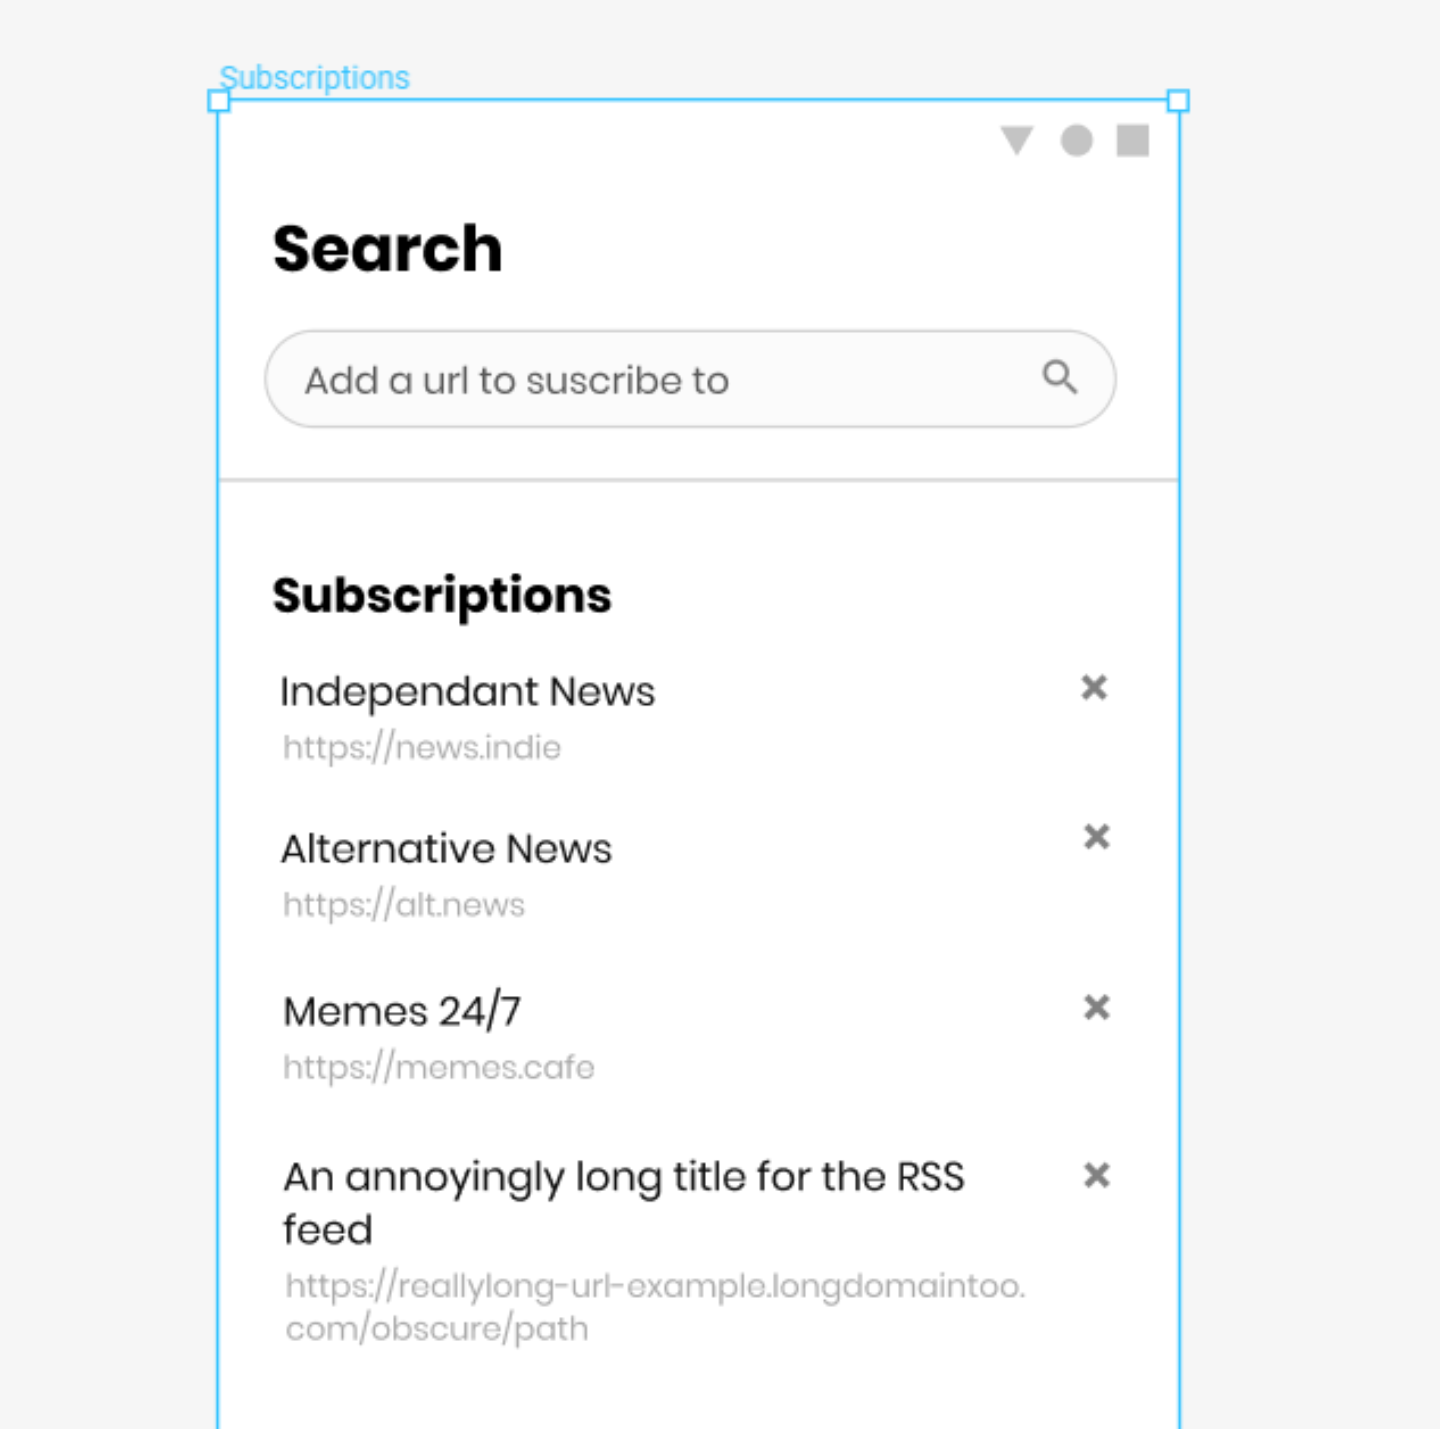 Subscriptions
Search
Add a url to suscribe to
Subscriptions
Independant News
https://news.indie
Alternative News
https://alt.news
Memes 24/7
https://memes.cafe
An annoyingly long title for the RSS
feed
https://reallylong-url-example.longdomaintoo.
com/obscure/path